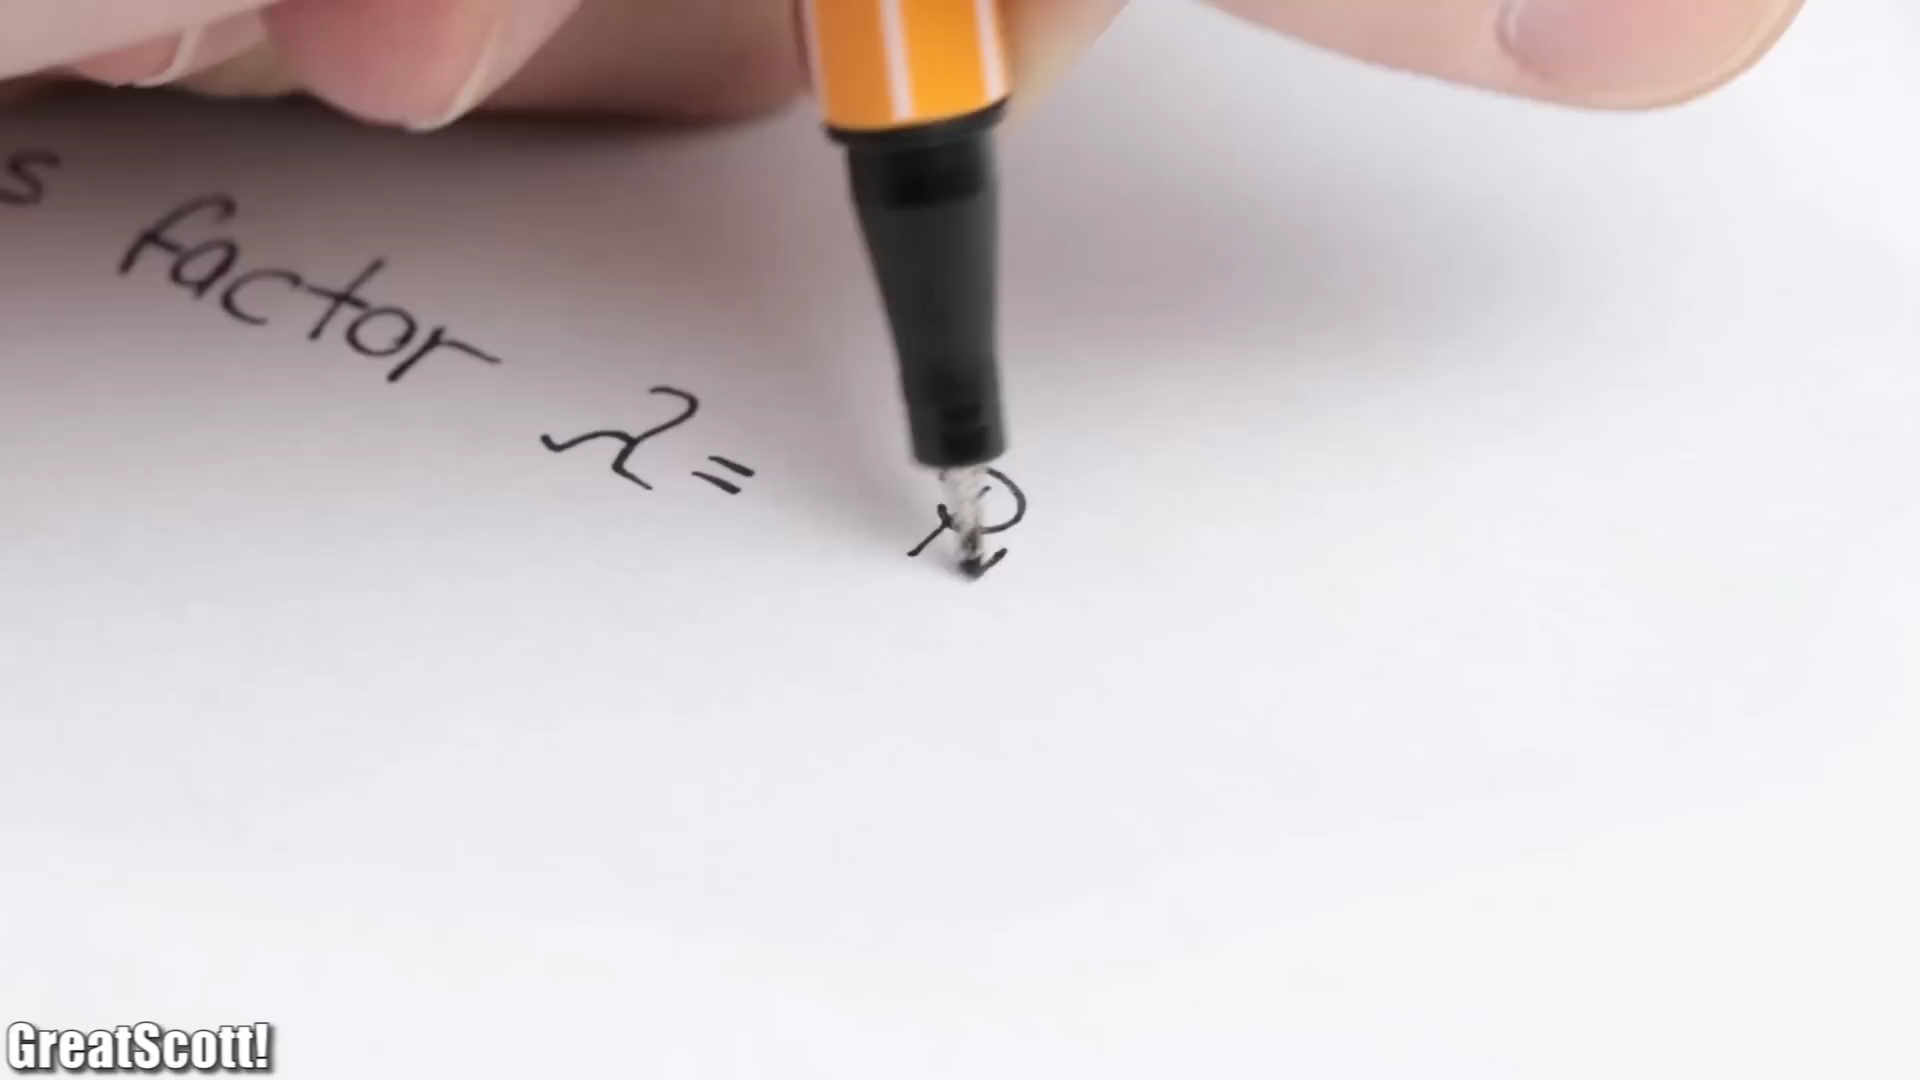 s factor λ =
GreatScott!